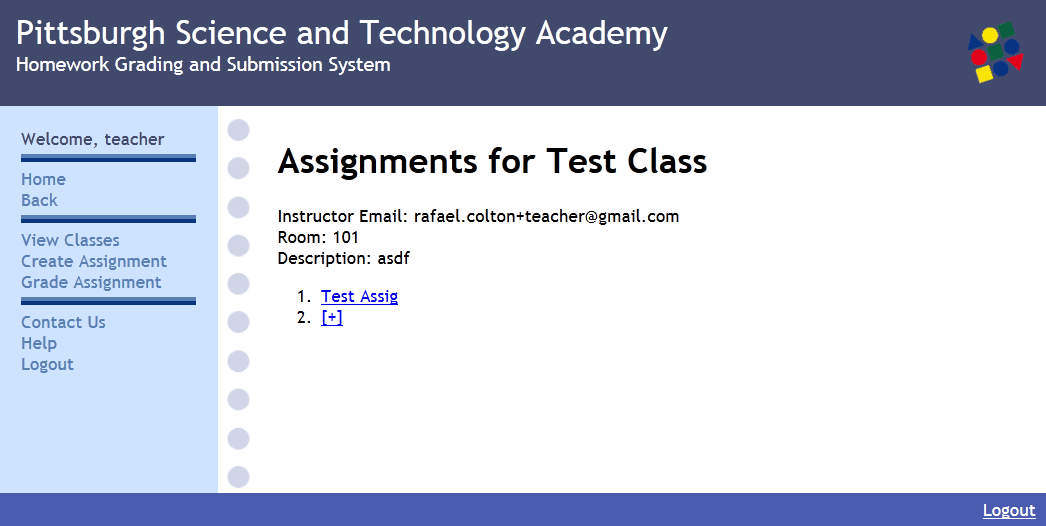 Pittsburgh Science and Technology Academy
Homework Grading and Submission System
Welcome, teacher
Home
Back
View Classes
Create Assignment
Grade Assignment
Contact Us
Help
Logout
Assignments for Test Class
Instructor Email: rafael.colton+teacher@gmail.com
Room: 101
Description: asdf
1. Test Assig
2. [+]
Logout